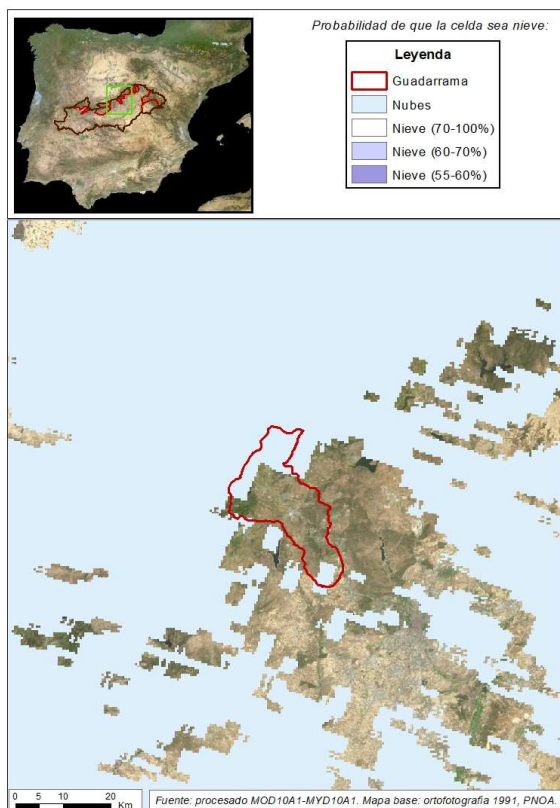 Probabilidad de que la celda sea nieve:
Leyenda
Guadarrama
Nubes
Nieve (70-100%)
Nieve (60-70%)
Nieve (55-60%)
0 5 10 20
Km
Fuente: procesado MOD10A1-MYD10A1. Mapa base: ortofotografia 1991, PNOA